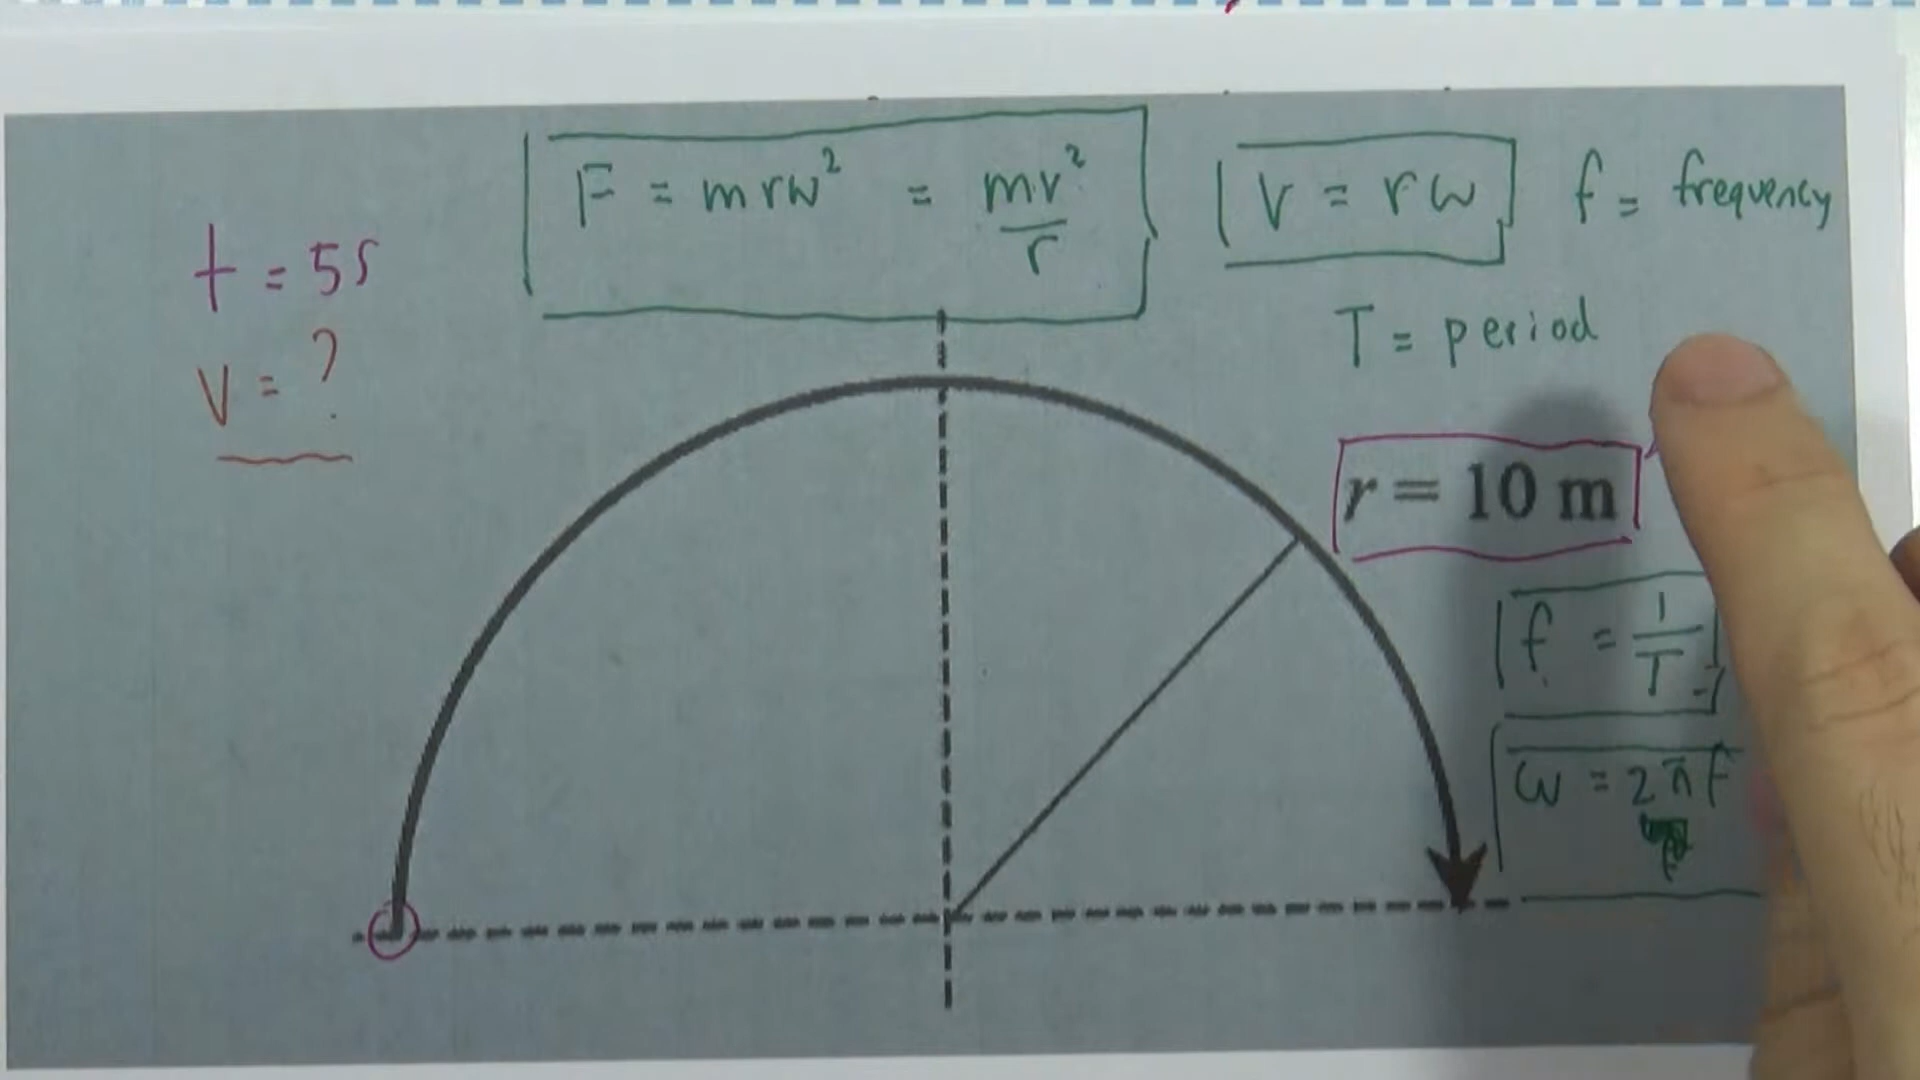 F = mrω² = mv²/r
V = rω
f = frequency
t = 5s
T = period
V = ?
r = 10 m
f = 1/T
ω = 2πf